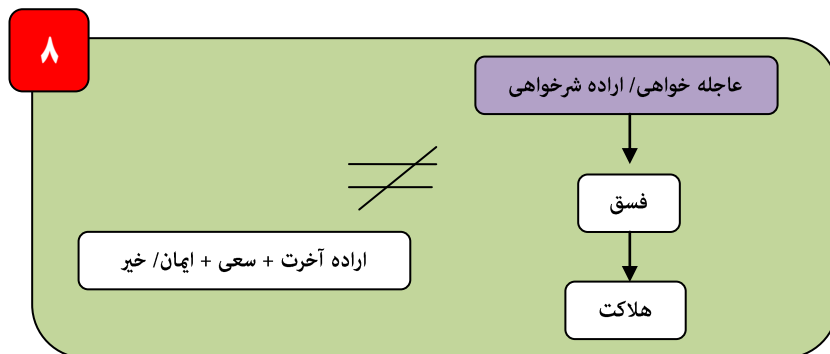 ۸
عاجله خواهی/ اراده شرخواهی
فسق
اراده آخرت + سعی + ایمان/ خیر
هلاکت